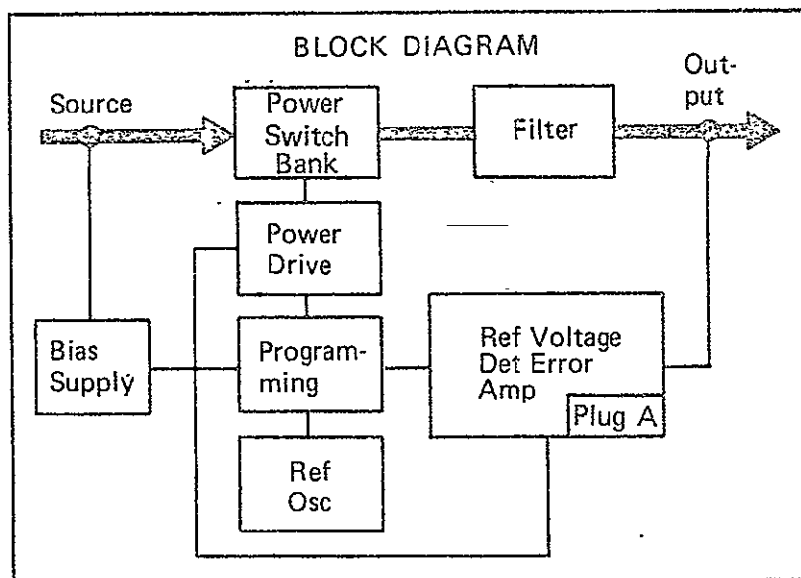 BLOCK DIAGRAM
Source
Power
Switch
Bank
Filter
Out-
put
Power
Drive
Bias
Supply
Program-
ming
Ref Voltage
Det Error
Amp
Plug A
Ref
Osc